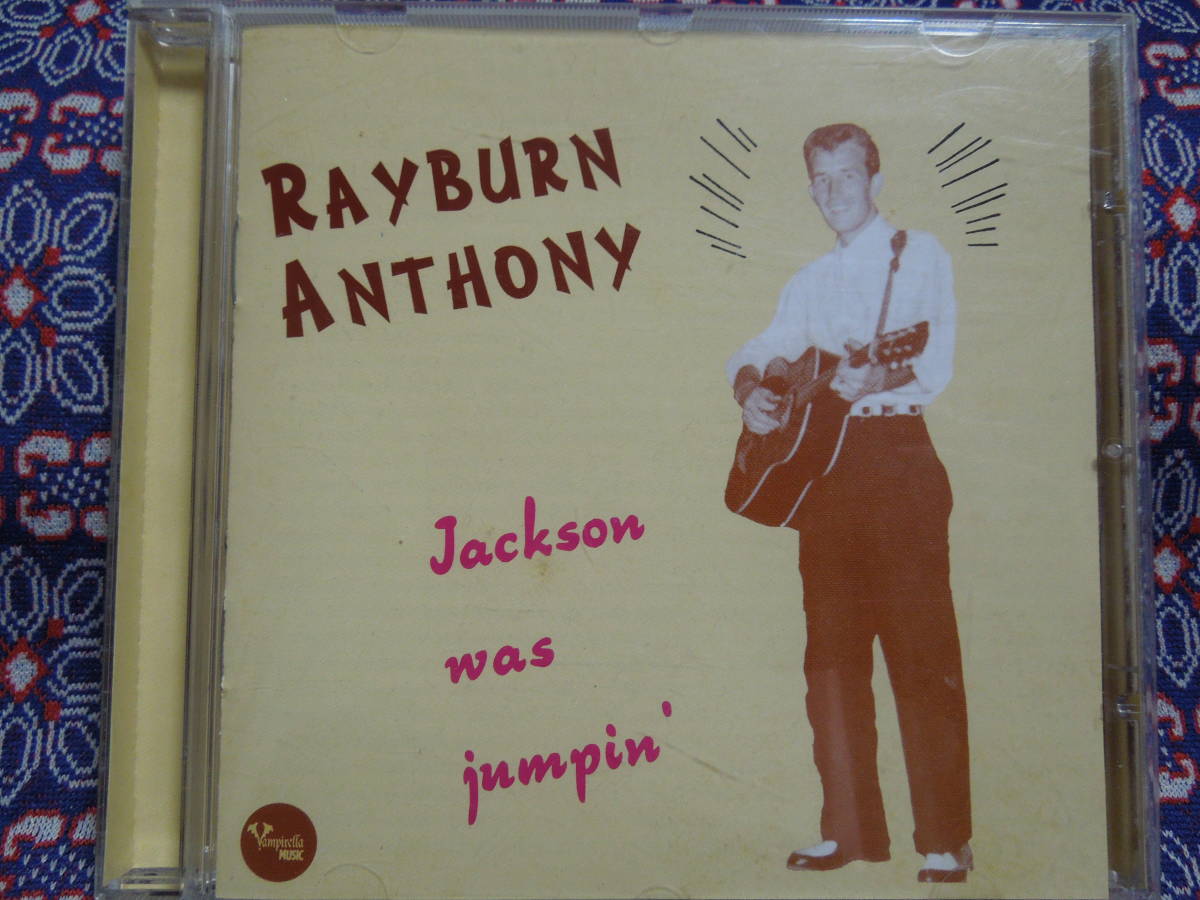 RAYBURN
ANTHONY
Jackson
was
jumpin'
Vampirella
MUSIC